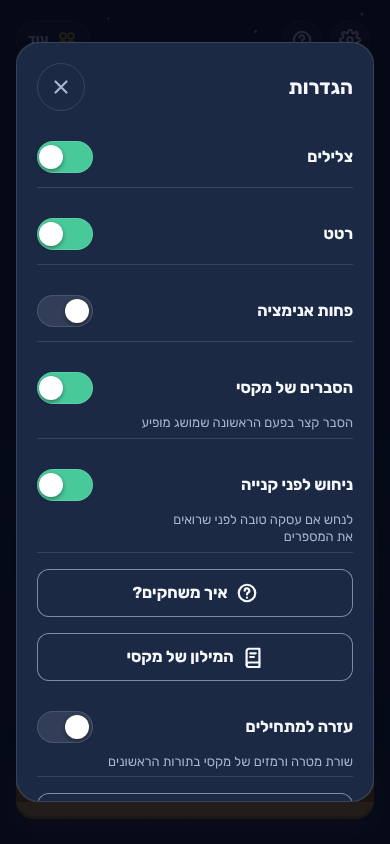 עוד
הגדרות
צלילים
רטט
פחות אנימציה
הסברים של מקסי
הסבר קצר בפעם הראשונה שמושג מופיע
ניחוש לפני קנייה
לנחש אם עסקה טובה לפני שרואים
את המספרים
איך משחקים?
המילון של מקסי
עזרה למתחילים
שורת מטרה ורמזים של מקסי בתורות הראשונים